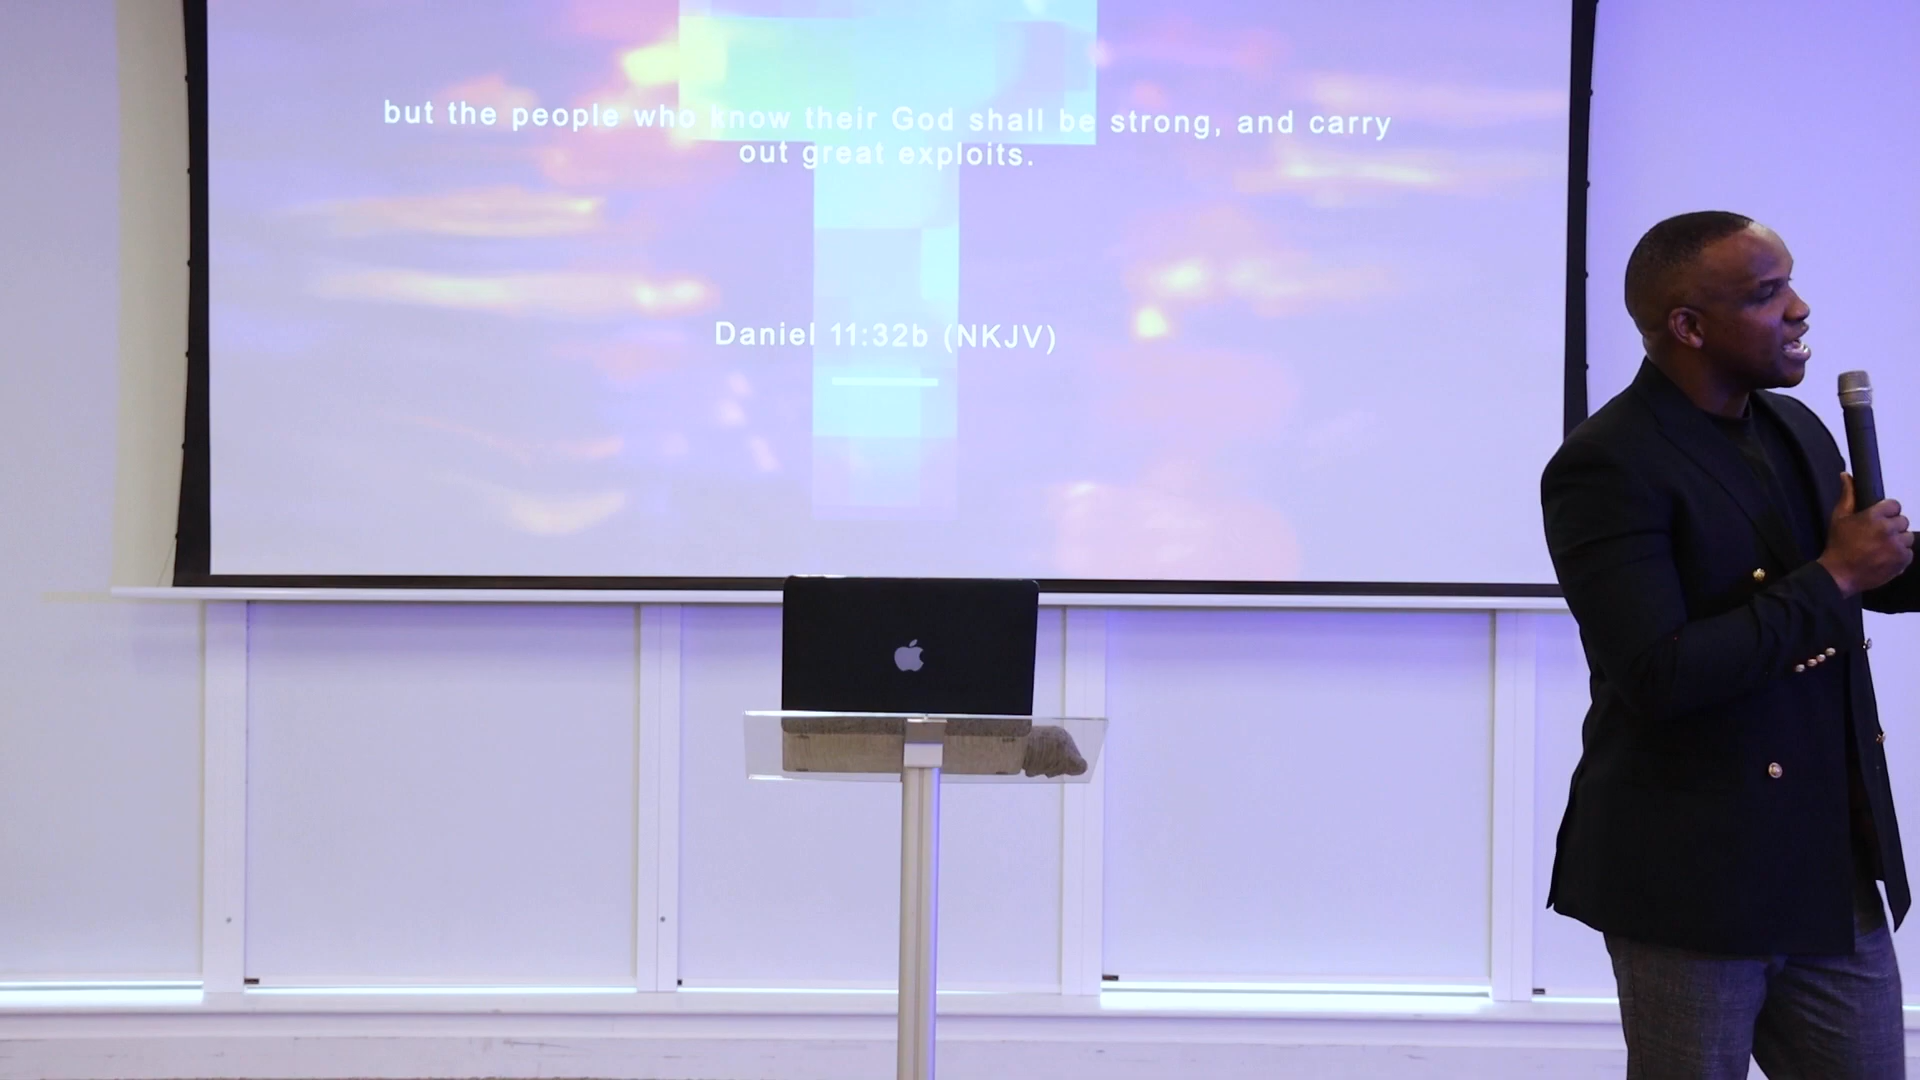 but the people who know their God shall be strong, and carry
out great exploits.
Daniel 11:32b (NKJV)